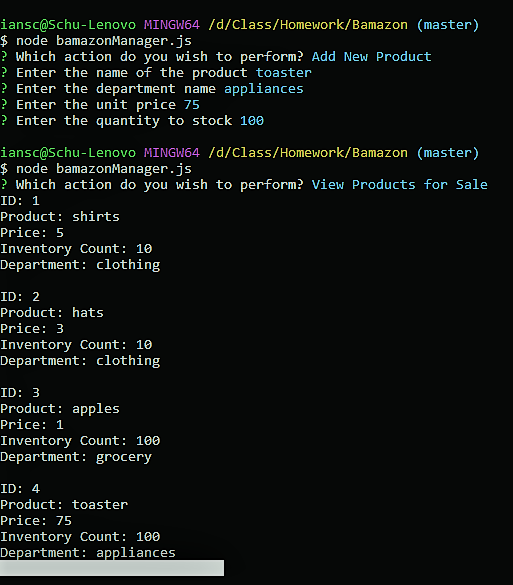 iansc@Schu-Lenovo MINGW64 /d/Class/Homework/Bamazon (master)
$ node bamazonManager.js
? Which action do you wish to perform? Add New Product
? Enter the name of the product toaster
? Enter the department name appliances
? Enter the unit price 75
? Enter the quantity to stock 100
iansc@Schu-Lenovo MINGW64 /d/Class/Homework/Bamazon (master)
$ node bamazonManager.js
? Which action do you wish to perform? View Products for Sale
ID: 1
Product: shirts
Price: 5
Inventory Count: 10
Department: clothing
ID: 2
Product: hats
Price: 3
Inventory Count: 10
Department: clothing
ID: 3
Product: apples
Price: 1
Inventory Count: 100
Department: grocery
ID: 4
Product: toaster
Price: 75
Inventory Count: 100
Department: appliances